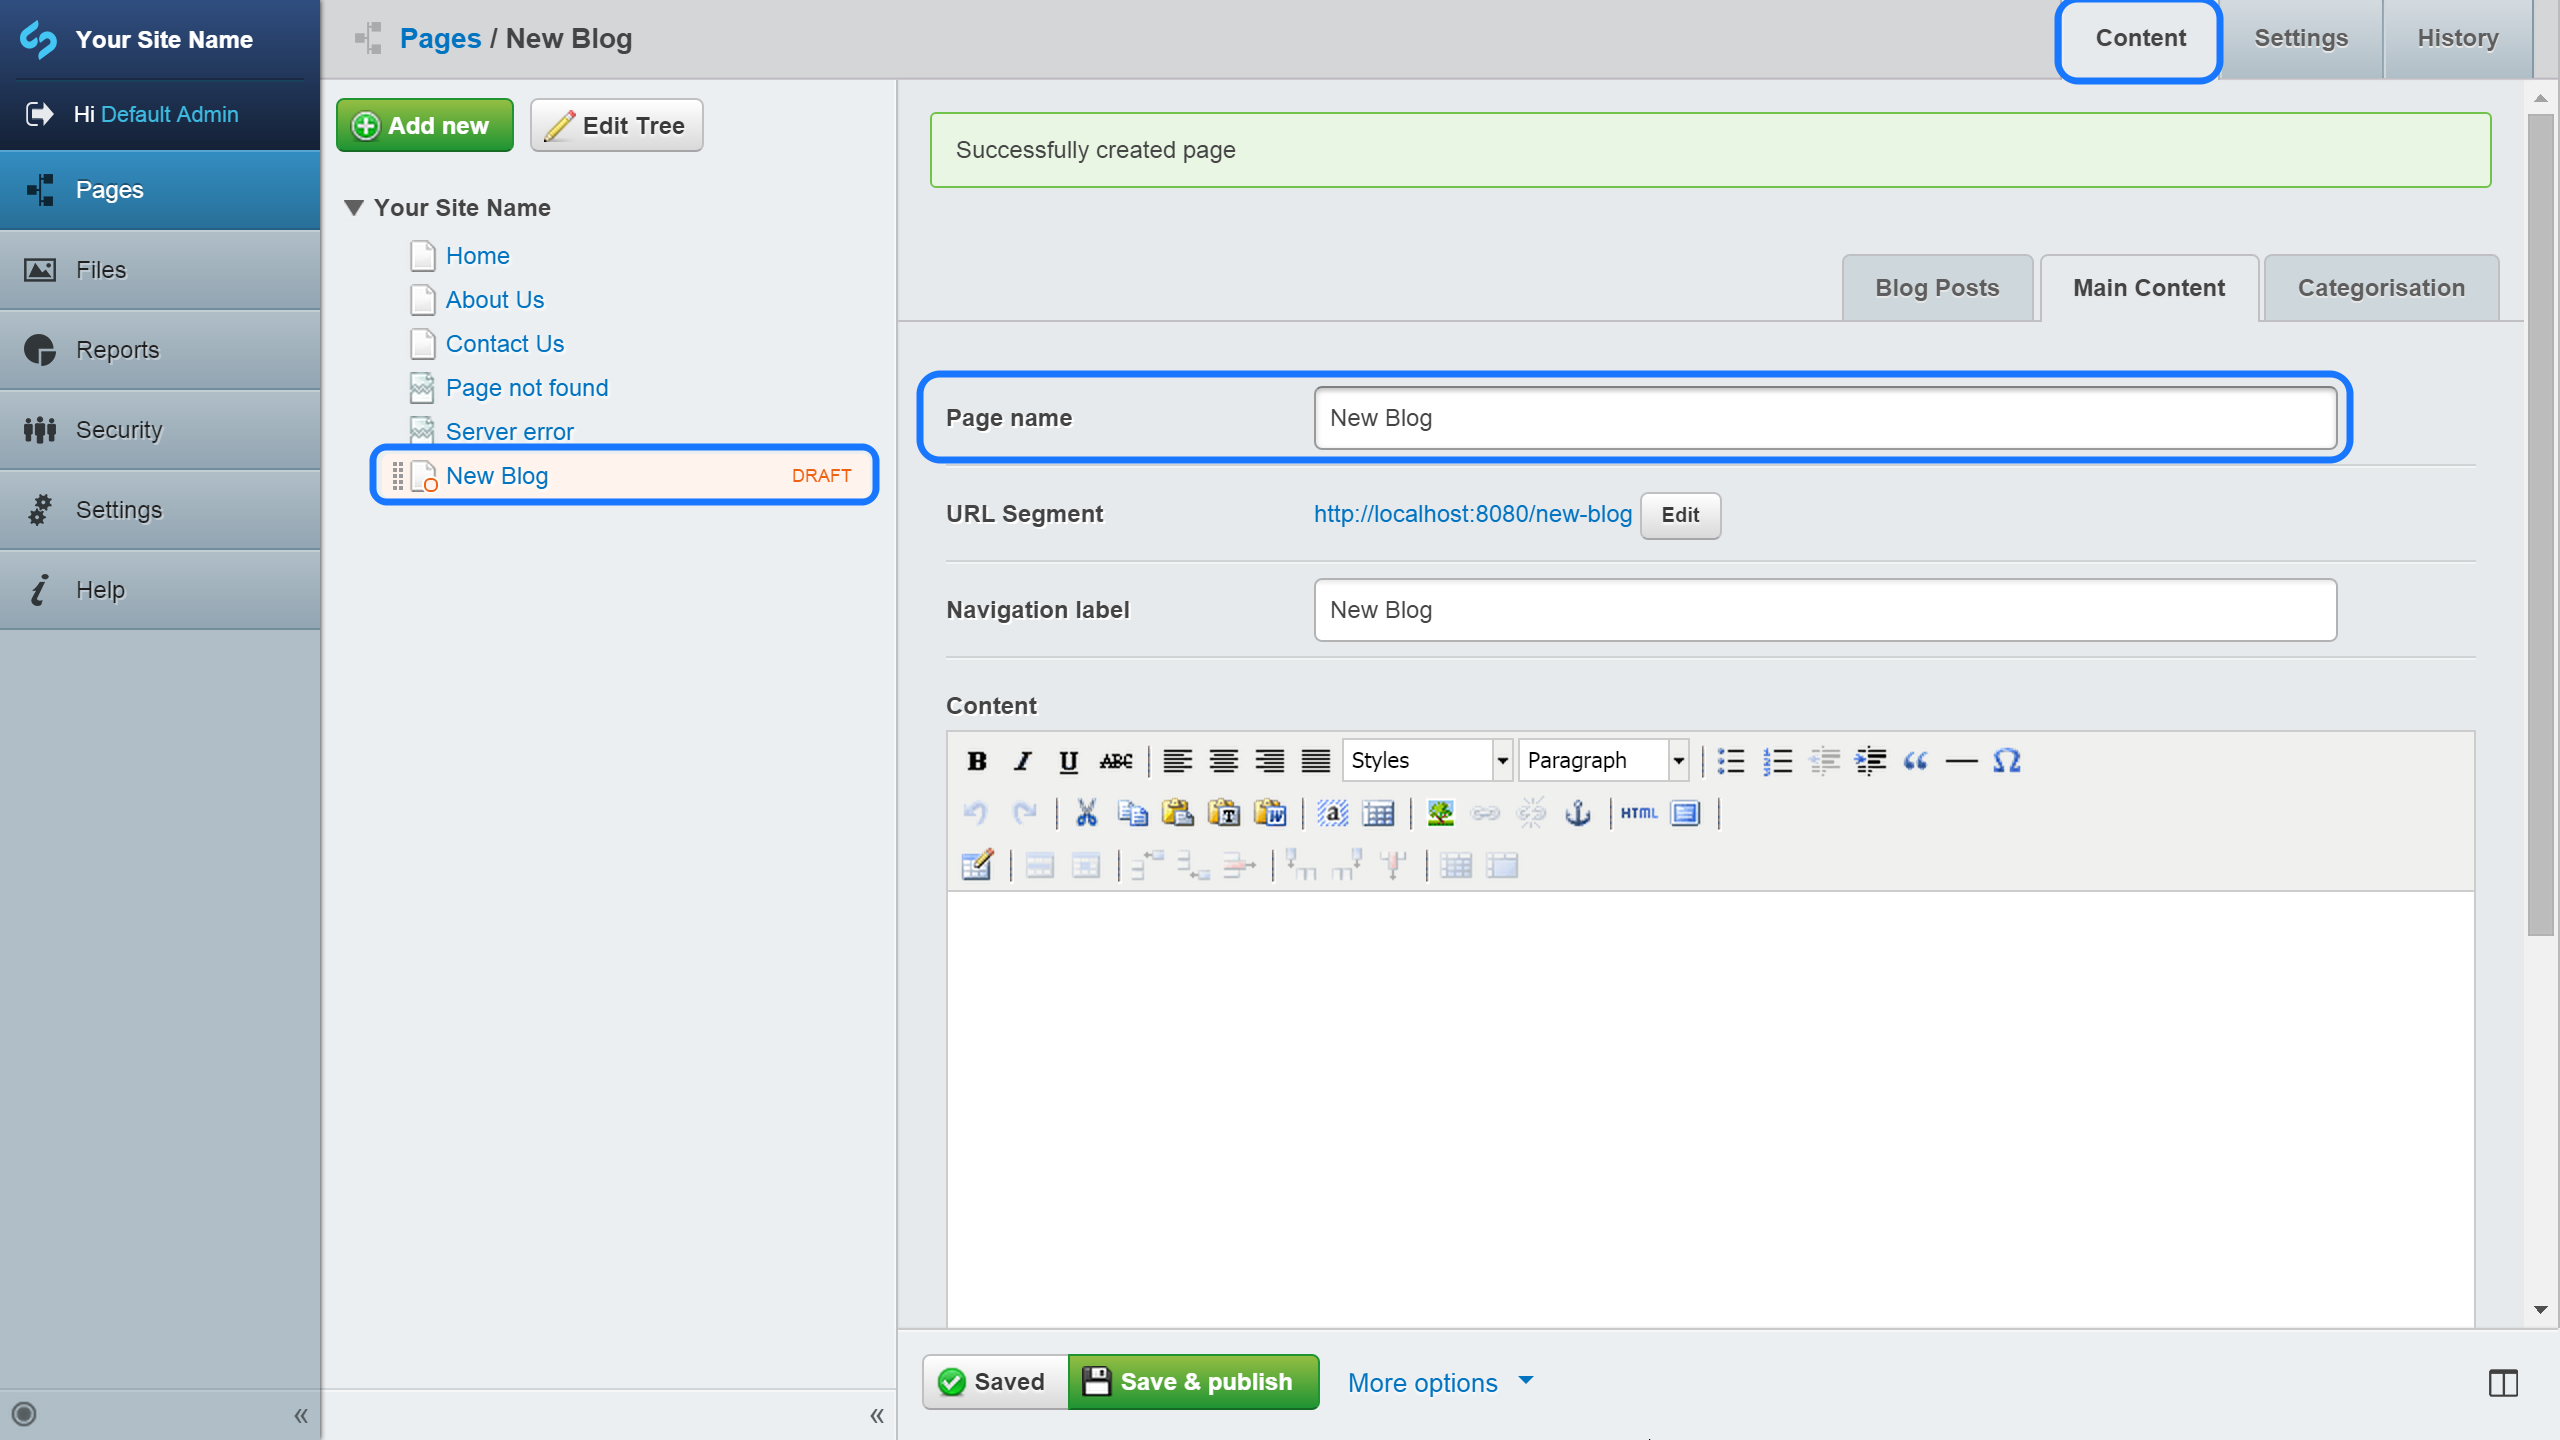 Your Site Name
Hi Default Admin
Pages
Files
Reports
Security
Settings
Help
Pages / New Blog
Content
Settings
History
Add new
Edit Tree
Your Site Name
Home
About Us
Contact Us
Page not found
Server error
New Blog DRAFT
Successfully created page
Blog Posts
Main Content
Categorisation
Page name New Blog
URL Segment http://localhost:8080/new-blog Edit
Navigation label New Blog
Content
B I U ABC Styles Paragraph
HTML
Saved
Save & publish
More options